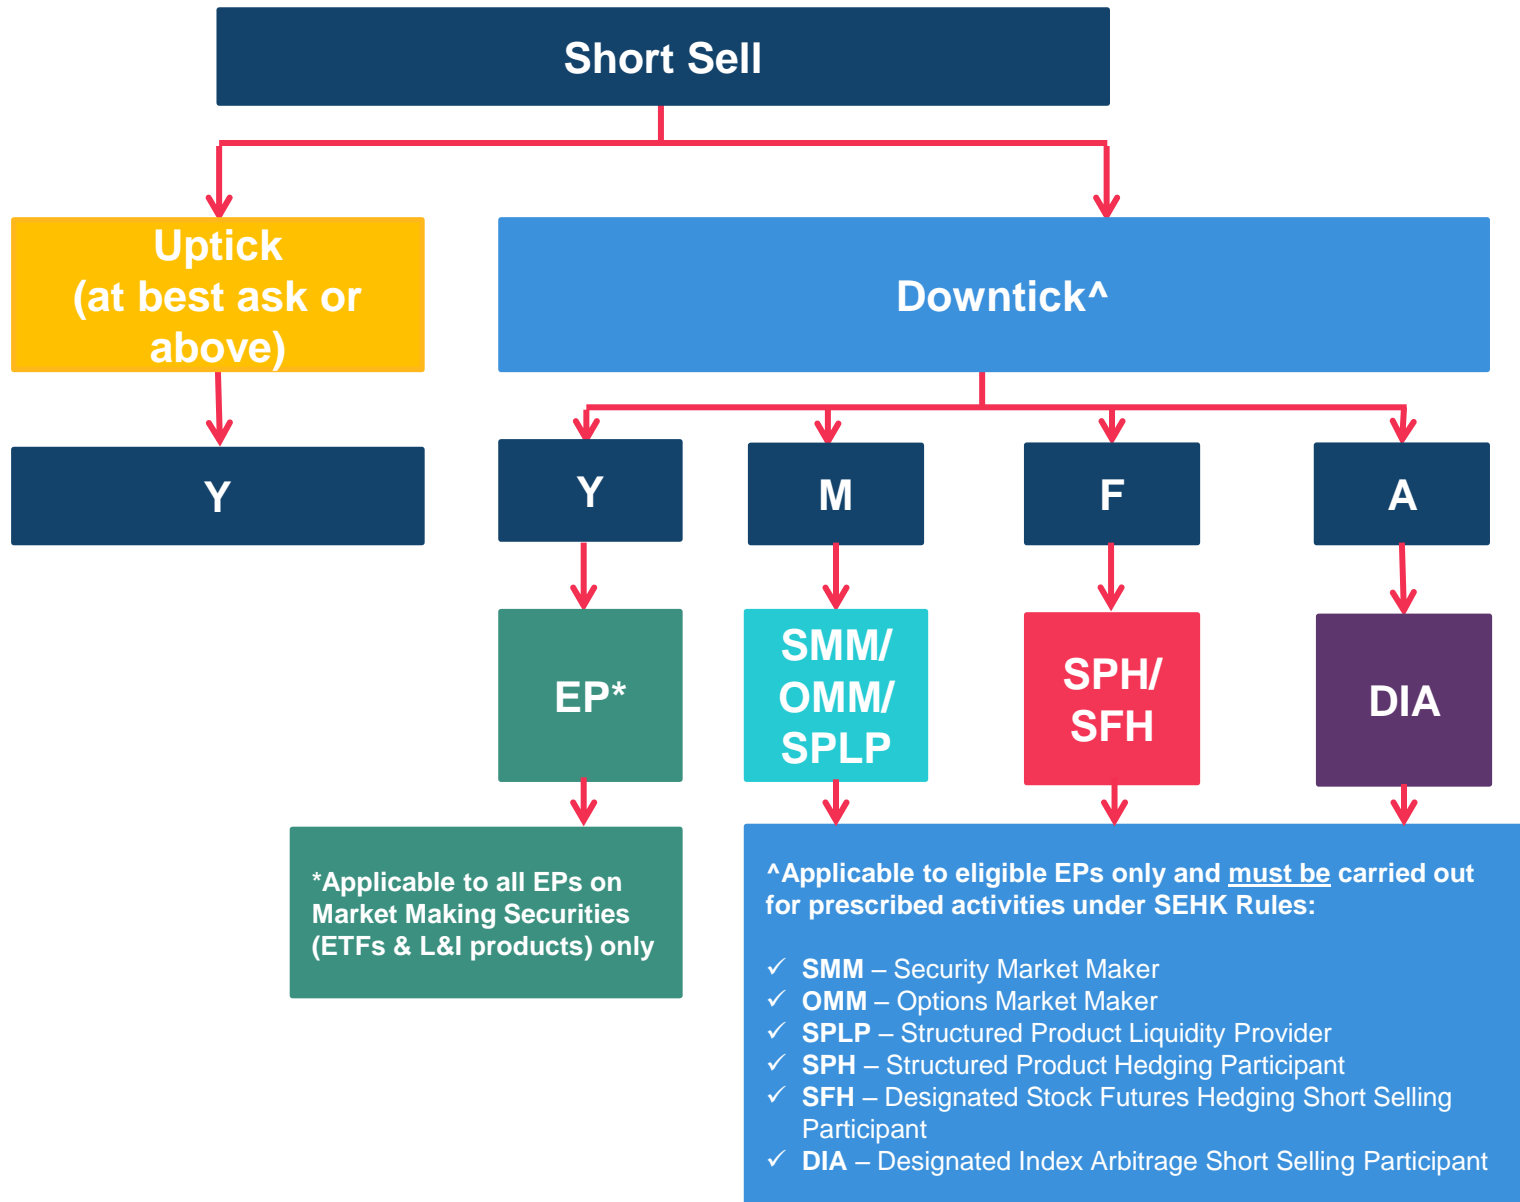 Short Sell
Uptick
(at best ask or
above)
Downtick^
Y
Y
M
F
A
EP*
SMM/
OMM/
SPLP
SPH/
SFH
DIA
*Applicable to all EPs on
Market Making Securities
(ETFs & L&I products) only
^Applicable to eligible EPs only and must be carried out
for prescribed activities under SEHK Rules:
✓ SMM – Security Market Maker
✓ OMM – Options Market Maker
✓ SPLP – Structured Product Liquidity Provider
✓ SPH – Structured Product Hedging Participant
✓ SFH – Designated Stock Futures Hedging Short Selling
Participant
✓ DIA – Designated Index Arbitrage Short Selling Participant